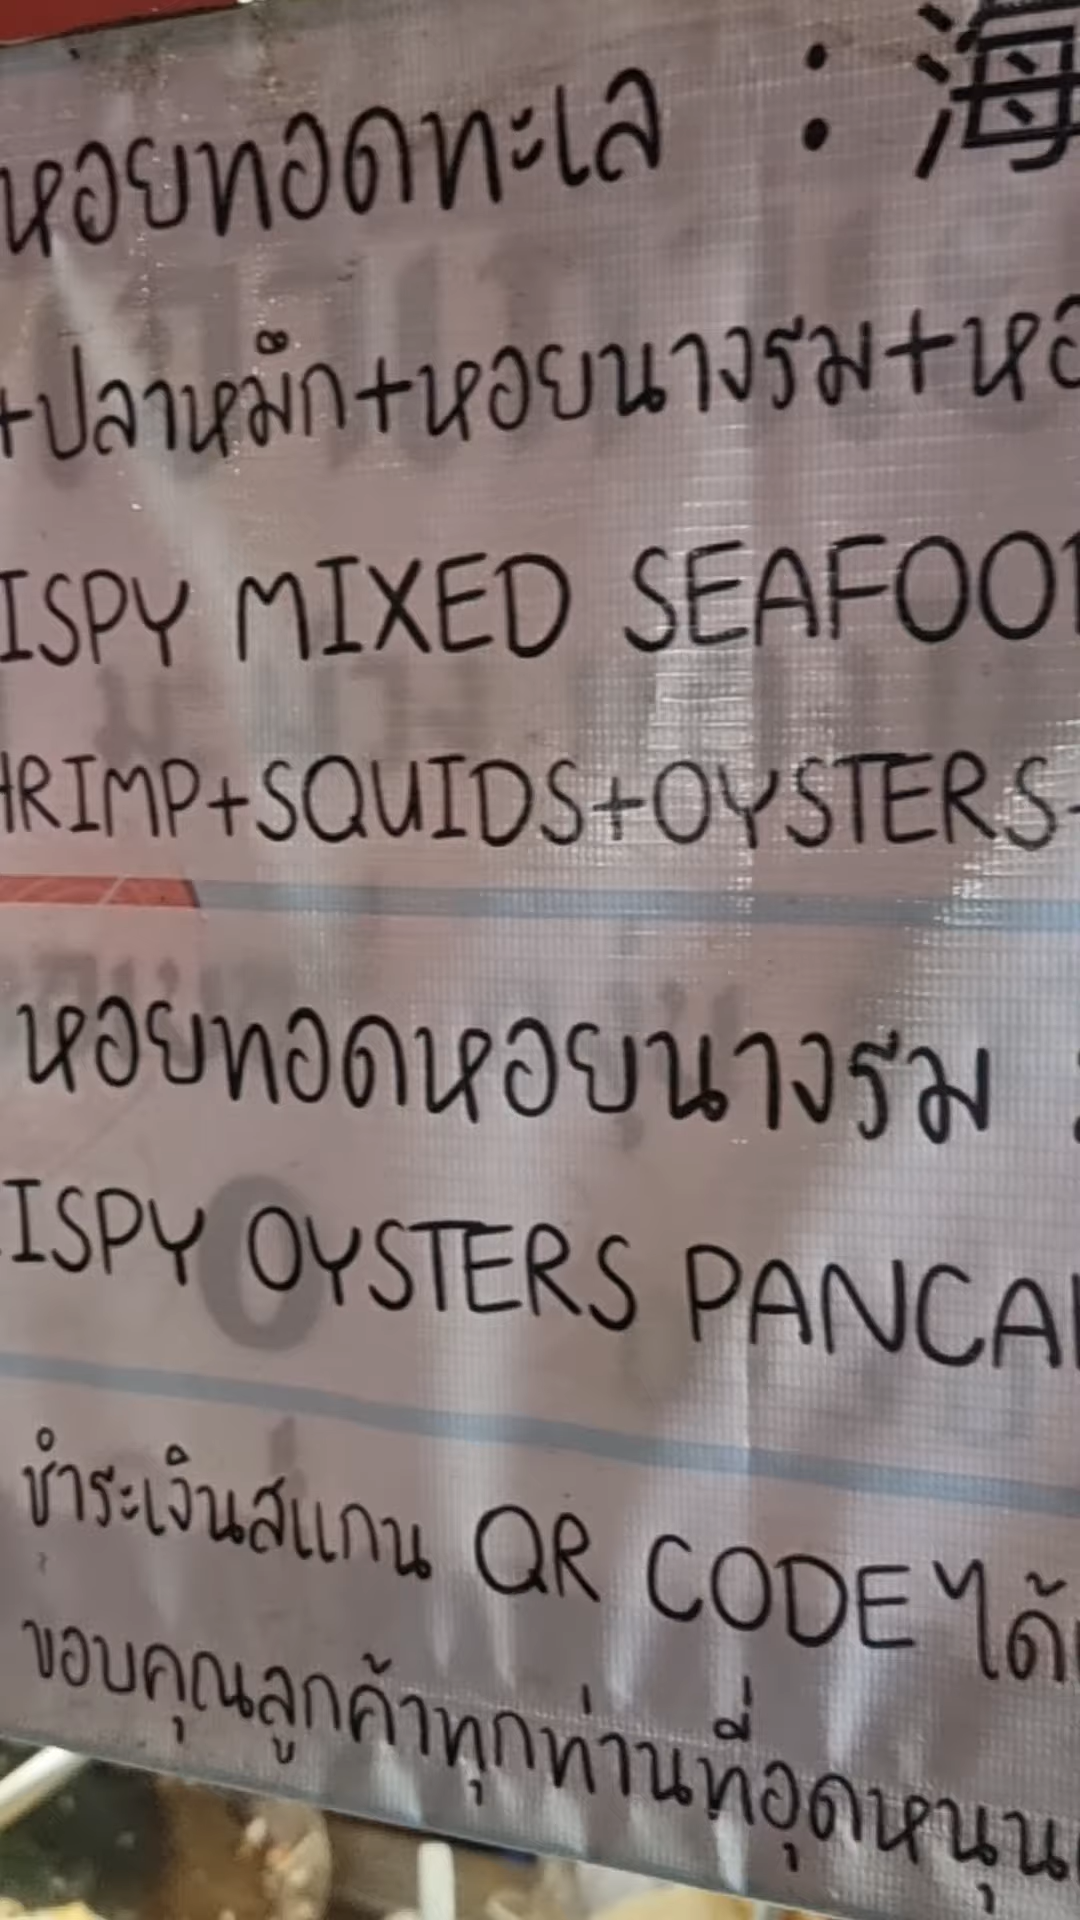 หอยทอดทะเล : 海
+ปลาหมึก+หอยนางรม+หอ
ISPY MIXED SEAFOOD
HRIMP+SQUIDS+OYSTERS+
หอยทอดหอยนางรม :
ISPY OYSTERS PANCAK
ชำระเงินสแกน QR CODE ได้
ขอบคุณลูกค้าทุกท่านที่อุดหนุน